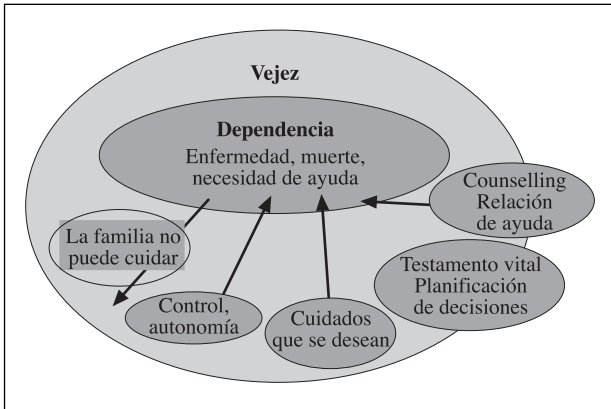 Vejez
Dependencia
Enfermedad, muerte,
necesidad de ayuda
Counselling
Relación
de ayuda
La familia no
puede cuidar
Testamento vital
Planificación
de decisiones
Control,
autonomía
Cuidados
que se desean